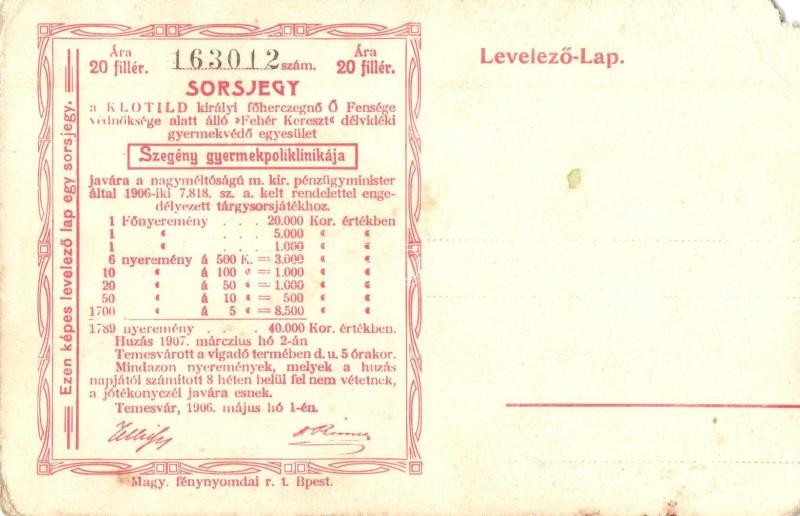 Ára
20 fillér.
163012 szám.
Ára
20 fillér.
SORSJEGY
a KLOTILD királyi főherczegnő Ő Fensége
védnöksége alatt álló »Fehér Kereszt« délvidéki
gyermekvédő egyesület
Szegény gyermekpoliklinikája
javára a nagyméltóságú m. kir. pénzügyminister
által 1906-iki 7.818. sz. a. kelt rendelettel enge-
délyezett tárgysorsjátékhoz.
1 Főnyeremény . . . 20.000 Kor. értékben
1 « . . . 5.000 « «
1 « . . . 1.000 « «
6 nyeremény á 500 K. = 3.000 « «
10 « á 100 « = 1.000 « «
20 « á 50 « = 1.000 « «
50 « á 10 « = 500 « «
1700 « á 5 « = 8.500 « «
1789 nyeremény . . . . 40.000 Kor. értékben.
Huzás 1907. márczius hó 2-án
Temesvárott a vigadó termében d. u. 5 órakor.
Mindazon nyeremények, melyek a huzás
napjától számított 8 héten belül fel nem vétetnek,
a jótékonyczél javára esnek.
Temesvár, 1906. május hó 1-én.
Magy. fénynyomdai r. t. Bpest.
Ezen képes levelező lap egy sorsjegy.
Levelező-Lap.